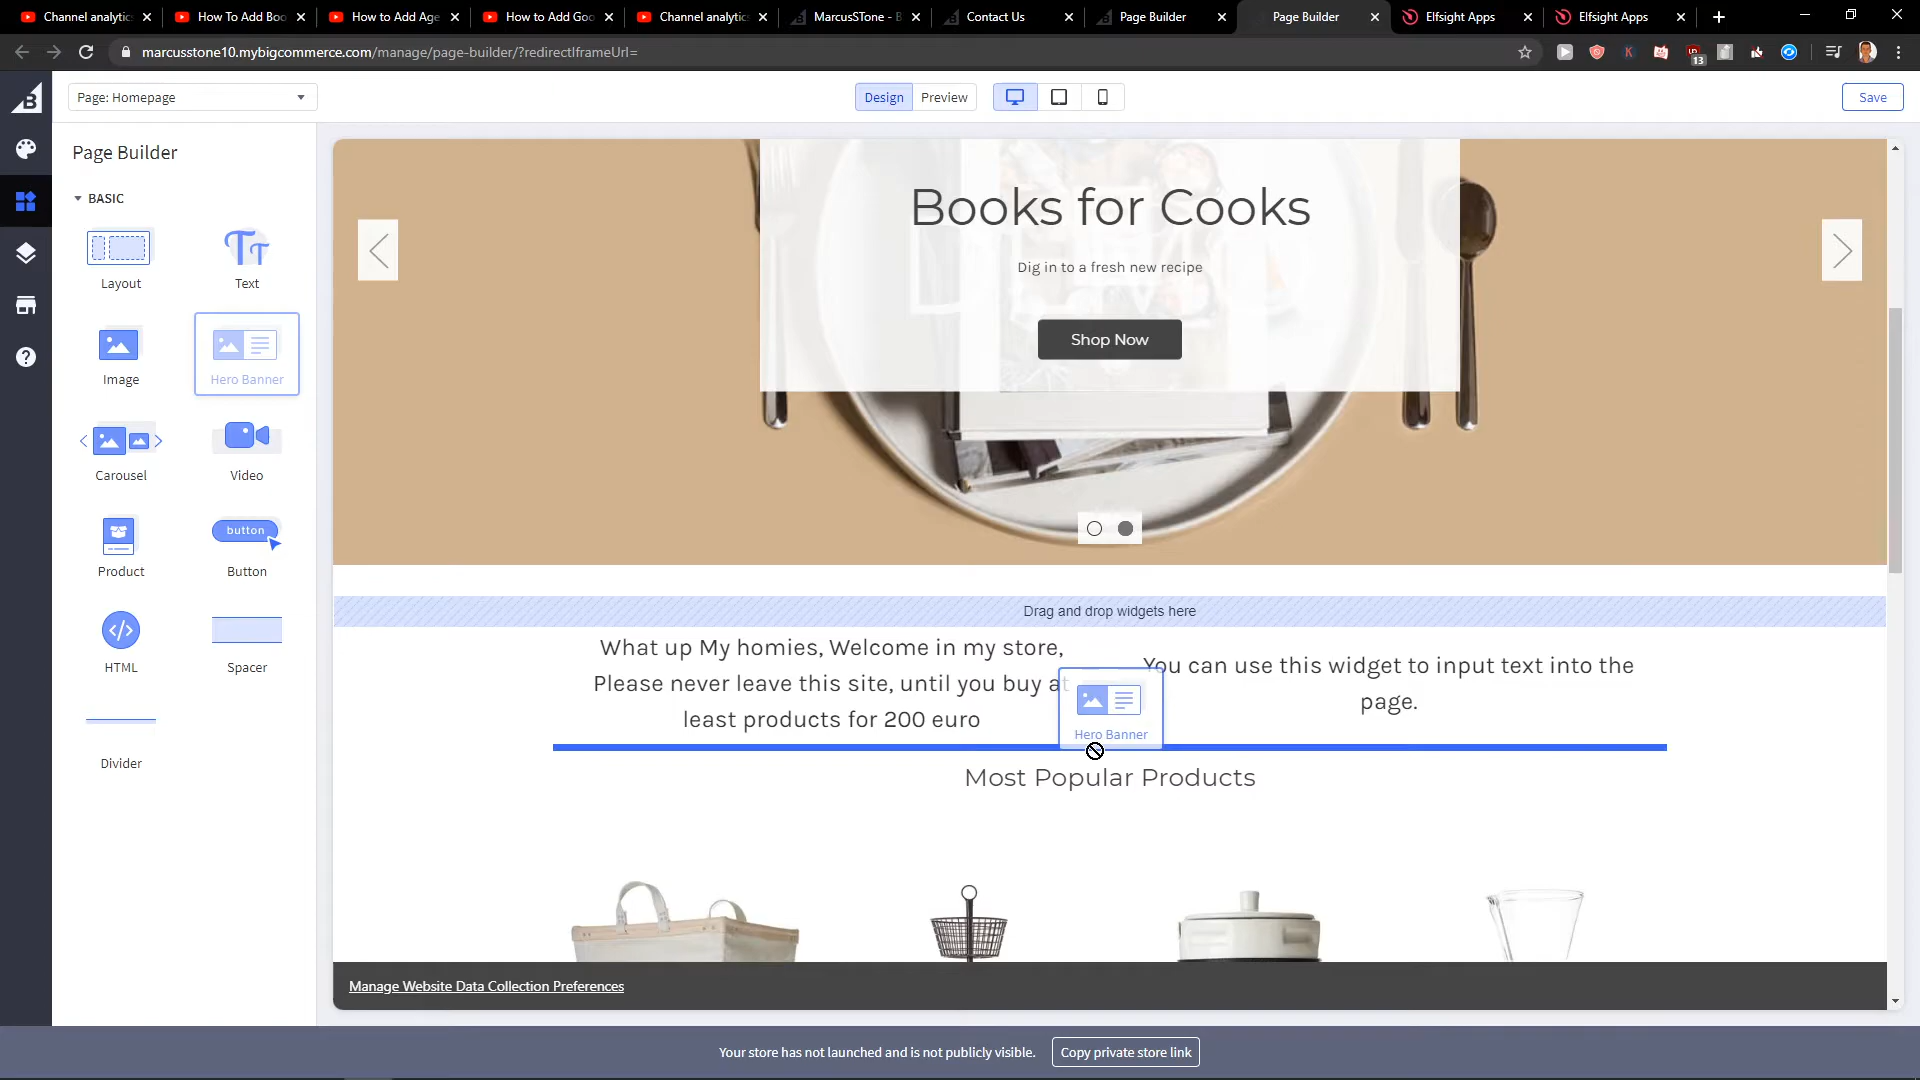 Channel analytic
How To Add Boo
How to Add Age
How to Add Goo
Channel analytic
MarcusSTone - B
Contact Us
Page Builder
Page Builder
Elfsight Apps
Elfsight Apps
marcusstone10.mybigcommerce.com/manage/page-builder/?redirectIframeUrl=
13
Page: Homepage
Design
Preview
Save
Page Builder
BASIC
Layout
Text
Image
Hero Banner
Carousel
Video
Product
button
Button
HTML
Spacer
Divider
Books for Cooks
Dig in to a fresh new recipe
Shop Now
Drag and drop widgets here
What up My homies, Welcome in my store,
Please never leave this site, until you buy at
least products for 200 euro
You can use this widget to input text into the
page.
Hero Banner
Most Popular Products
Manage Website Data Collection Preferences
Your store has not launched and is not publicly visible.
Copy private store link